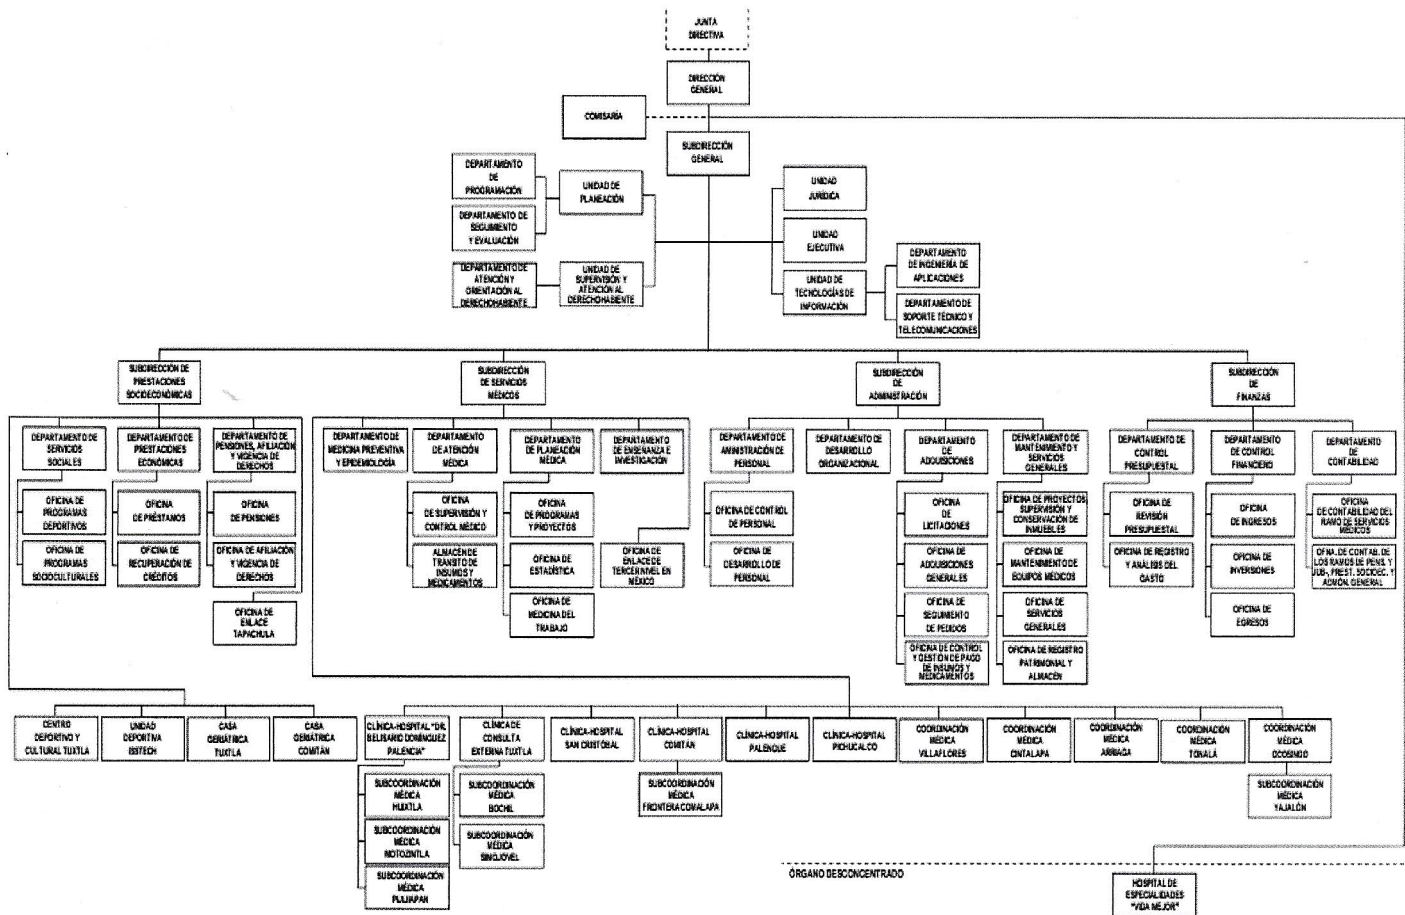 JUNTA
DIRECTIVA
DIRECCIÓN
GENERAL
COMISARÍA
SUBDIRECCIÓN
GENERAL
DEPARTAMENTO
DE
PROGRAMACIÓN
UNIDAD DE
PLANEACIÓN
DEPARTAMENTO DE
SEGUIMIENTO
Y EVALUACIÓN
DEPARTAMENTO DE
ATENCIÓN Y
ORIENTACIÓN AL
DERECHOHABIENTE
UNIDAD DE
SUPERVISIÓN Y
ATENCIÓN AL
DERECHOHABIENTE
UNIDAD
JURÍDICA
UNIDAD
EJECUTIVA
UNIDAD DE
TECNOLOGÍAS DE
INFORMACIÓN
DEPARTAMENTO
DE INGENIERÍA DE
APLICACIONES
DEPARTAMENTO DE
SOPORTE TÉCNICO Y
TELECOMUNICACIONES
SUBDIRECCIÓN DE
PRESTACIONES
SOCIOECONÓMICAS
SUBDIRECCIÓN
DE SERVICIOS
MÉDICOS
SUBDIRECCIÓN
DE
ADMINISTRACIÓN
SUBDIRECCIÓN
DE
FINANZAS
DEPARTAMENTO DE
SERVICIOS
SOCIALES
DEPARTAMENTO DE
PRESTACIONES
ECONÓMICAS
DEPARTAMENTO DE
PENSIONES, AFILIACIÓN
Y VIGENCIA DE
DERECHOS
DEPARTAMENTO DE
MEDICINA PREVENTIVA
Y EPIDEMIOLOGÍA
DEPARTAMENTO
DE ATENCIÓN
MÉDICA
DEPARTAMENTO
DE PLANEACIÓN
MÉDICA
DEPARTAMENTO
DE ENSEÑANZA E
INVESTIGACIÓN
DEPARTAMENTO DE
AMINISTRACIÓN DE
PERSONAL
DEPARTAMENTO DE
DESARROLLO
ORGANIZACIONAL
DEPARTAMENTO
DE
ADQUISICIONES
DEPARTAMENTO DE
MANTENIMIENTO Y
SERVICIOS
GENERALES
DEPARTAMENTO DE
CONTROL
PRESUPUESTAL
DEPARTAMENTO
DE CONTROL
FINANCIERO
DEPARTAMENTO
DE CONTABILIDAD
OFICINA DE
PROGRAMAS
DEPORTIVOS
OFICINA
DE PRÉSTAMOS
OFICINA
DE PENSIONES
OFICINA
DE SUPERVISIÓN Y
CONTROL MÉDICO
OFICINA
DE PROGRAMAS
Y PROYECTOS
OFICINA DE CONTROL
DE PERSONAL
OFICINA
DE
LICITACIONES
OFICINA DE PROYECTOS,
SUPERVISIÓN Y
CONSERVACIÓN DE
INMUEBLES
OFICINA DE
REVISIÓN
PRESUPUESTAL
OFICINA
DE INGRESOS
OFICINA
DE CONTABILIDAD DEL
RAMO DE SERVICIOS
MÉDICOS
OFICINA DE
PROGRAMAS
SOCIOCULTURALES
OFICINA DE
RECUPERACIÓN DE
CRÉDITOS
OFICINA DE AFILIACIÓN
Y VIGENCIA DE
DERECHOS
ALMACÉN DE
TRÁNSITO DE
INSUMOS Y
MEDICAMENTOS
OFICINA DE
ESTADÍSTICA
OFICINA DE
ENLACE DE
TERCER NIVEL EN
MÉXICO
OFICINA DE
DESARROLLO DE
PERSONAL
OFICINA DE
ADQUISICIONES
GENERALES
OFICINA DE
MANTENIMIENTO DE
EQUIPOS MÉDICOS
OFICINA DE REGISTRO
Y ANÁLISIS DEL
GASTO
OFICINA DE
INVERSIONES
OFNA. DE CONTAB. DE
LOS RAMOS DE PENS. Y
JUB., PREST. SOCIOEC. Y
ADMÓN. GENERAL
OFICINA DE
ENLACE
TAPACHULA
OFICINA DE
MEDICINA DEL
TRABAJO
OFICINA DE
SEGUIMIENTO
DE PEDIDOS
OFICINA DE
SERVICIOS
GENERALES
OFICINA DE
EGRESOS
OFICINA DE CONTROL
Y GESTIÓN DE PAGO
DE INSUMOS Y
MEDICAMENTOS
OFICINA DE REGISTRO
PATRIMONIAL Y
ALMACÉN
CENTRO
DEPORTIVO Y
CULTURAL TUXTLA
UNIDAD
DEPORTIVA
ISSTECH
CASA
GERIÁTRICA
TUXTLA
CASA
GERIÁTRICA
COMITÁN
CLÍNICA-HOSPITAL "DR.
BELISARIO DOMÍNGUEZ
PALENCIA"
CLÍNICA DE
CONSULTA
EXTERNA TUXTLA
CLÍNICA-HOSPITAL
SAN CRISTÓBAL
CLÍNICA-HOSPITAL
COMITÁN
CLÍNICA-HOSPITAL
PALENQUE
CLÍNICA-HOSPITAL
PICHUCALCO
COORDINACIÓN
MÉDICA
VILLAFLORES
COORDINACIÓN
MÉDICA
CINTALAPA
COORDINACIÓN
MÉDICA
ARRIAGA
COORDINACIÓN
MÉDICA
TONALÁ
COORDINACIÓN
MÉDICA
OCOSINGO
SUBCOORDINACIÓN
MÉDICA
HUIXTLA
SUBCOORDINACIÓN
MÉDICA
BOCHIL
SUBCOORDINACIÓN
MÉDICA
FRONTERA COMALAPA
SUBCOORDINACIÓN
MÉDICA
YAJALÓN
SUBCOORDINACIÓN
MÉDICA
MOTOZINTLA
SUBCOORDINACIÓN
MÉDICA
SIMOJOVEL
SUBCOORDINACIÓN
MÉDICA
PIJIJIAPAN
ÓRGANO DESCONCENTRADO
HOSPITAL DE
ESPECIALIDADES
"VIDA MEJOR"